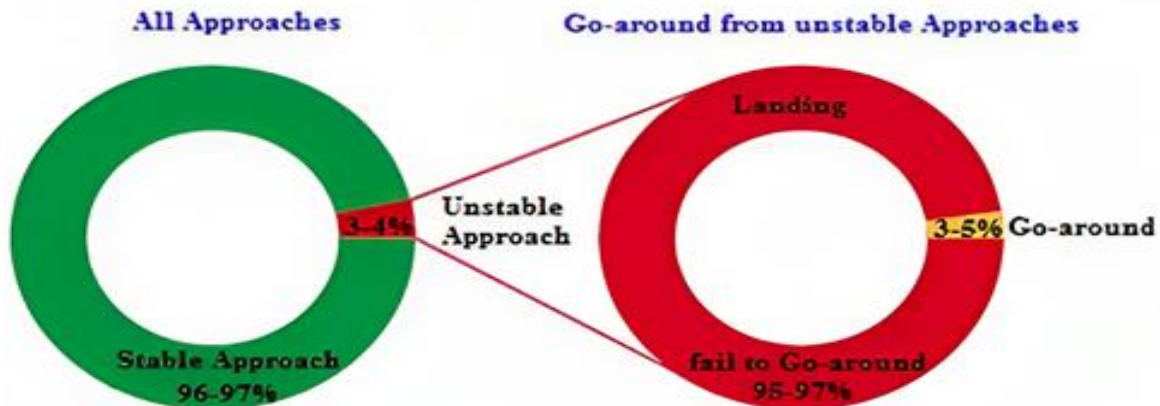 All Approaches
Go-around from unstable Approaches
3-4%
Unstable
Approach
Stable Approach
96-97%
Landing
3-5%
Go-around
fail to Go-around
95-97%